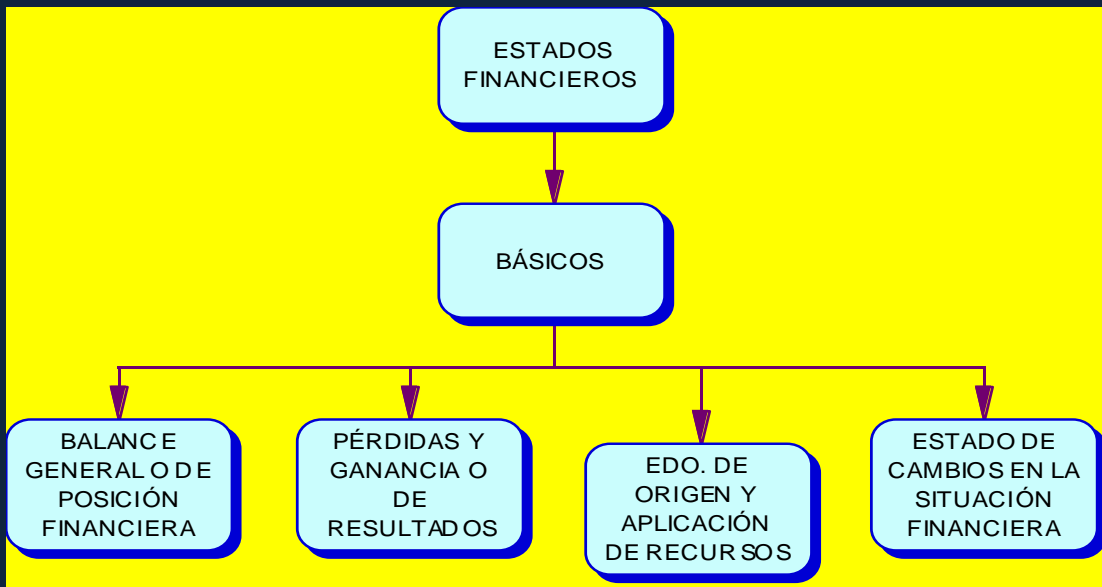 ESTADOS
FINANCIEROS
BÁSICOS
BALANCE
GENERAL O DE
POSICIÓN
FINANCIERA
PÉRDIDAS Y
GANANCIA O
DE
RESULTADOS
EDO. DE
ORIGEN Y
APLICACIÓN
DE RECURSOS
ESTADO DE
CAMBIOS EN LA
SITUACIÓN
FINANCIERA